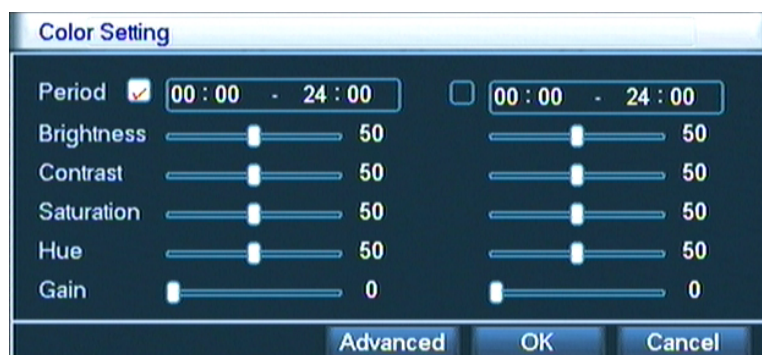 Color Setting
Period 00:00 - 24:00 00:00 - 24:00
Brightness 50 50
Contrast 50 50
Saturation 50 50
Hue 50 50
Gain 0 0
Advanced OK Cancel